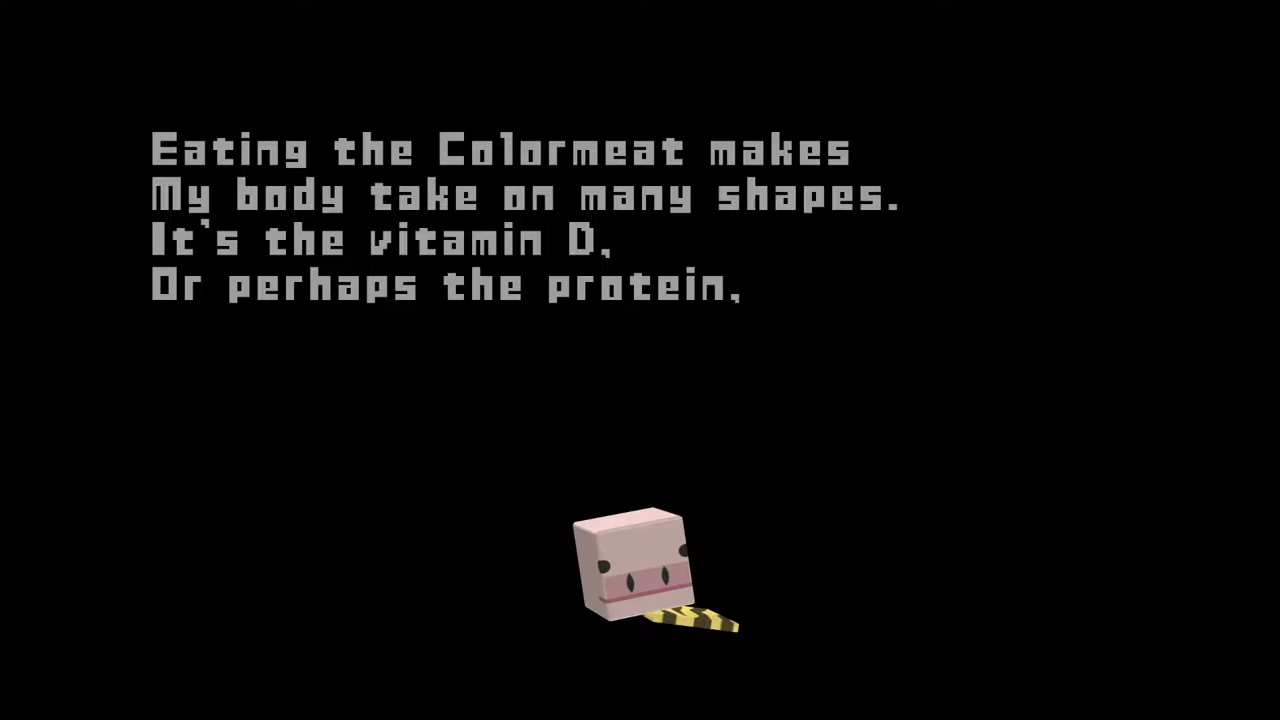 Eating the Colormeat makes
My body take on many shapes.
It's the vitamin D,
Or perhaps the protein,